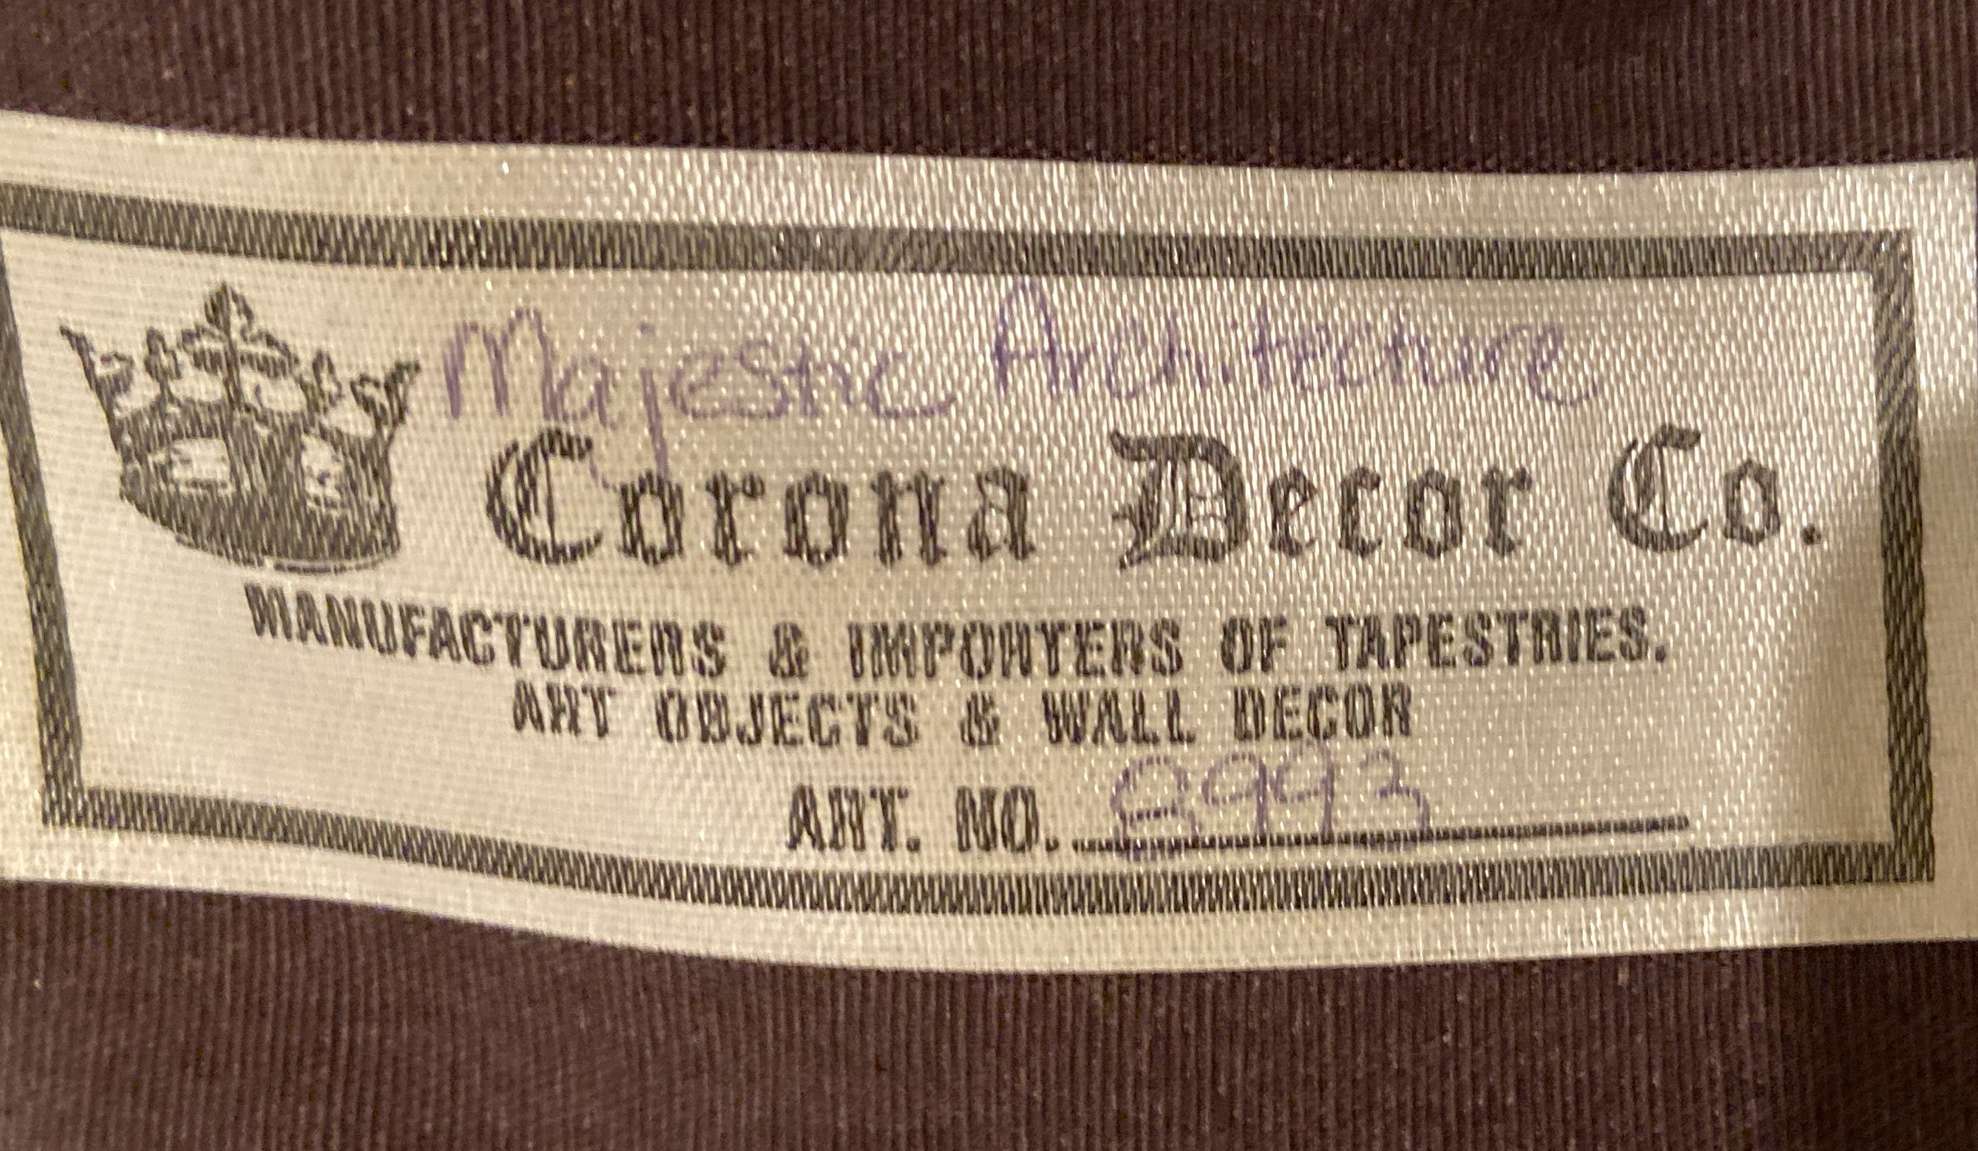 Majestic Architecture
Corona Decor Co.
MANUFACTURERS & IMPORTERS OF TAPESTRIES.
ART OBJECTS & WALL DECOR
ART. NO. 8993